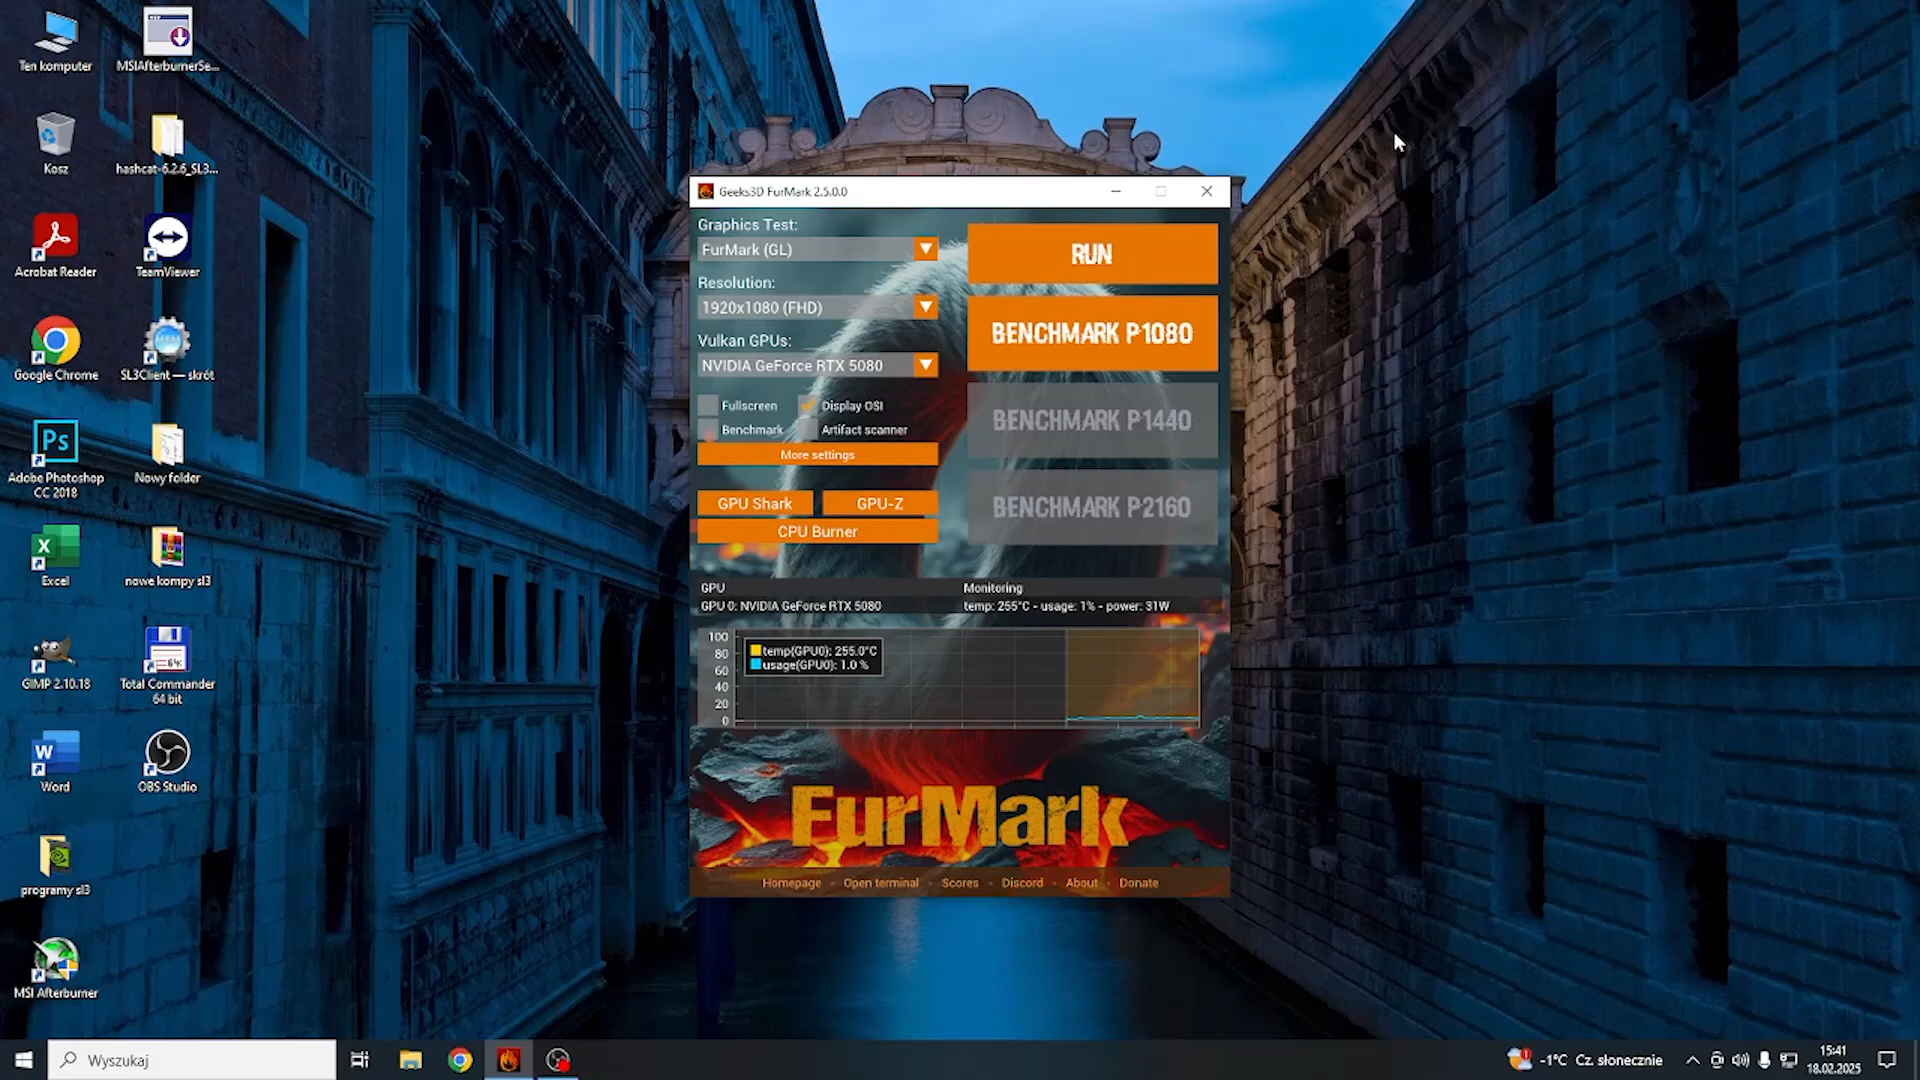 Ten komputer
MSIAfterburnerSe...
Kosz
hashcat-6.2.6_SL3...
Acrobat Reader
TeamViewer
Google Chrome
SL3Client — skrót
Adobe Photoshop
CC 2018
Nowy folder
Excel
nowe kompy sl3
GIMP 2.10.18
Total Commander
64 bit
Word
OBS Studio
programy sl3
MSI Afterburner
Geeks3D FurMark 2.5.0.0
Graphics Test:
FurMark (GL)
Resolution:
1920x1080 (FHD)
Vulkan GPUs:
NVIDIA GeForce RTX 5080
Fullscreen
Display OSI
Benchmark
Artifact scanner
More settings
GPU Shark
GPU-Z
CPU Burner
RUN
BENCHMARK P1080
BENCHMARK P1440
BENCHMARK P2160
GPU
Monitoring
GPU 0: NVIDIA GeForce RTX 5080
temp: 255°C - usage: 1% - power: 31W
100
80
60
40
20
0
temp(GPU0): 255.0°C
usage(GPU0): 1.0 %
FurMark
Homepage - Open terminal - Scores - Discord - About - Donate
Wyszukaj
-1°C Cz. słonecznie
15:41
18.02.2025